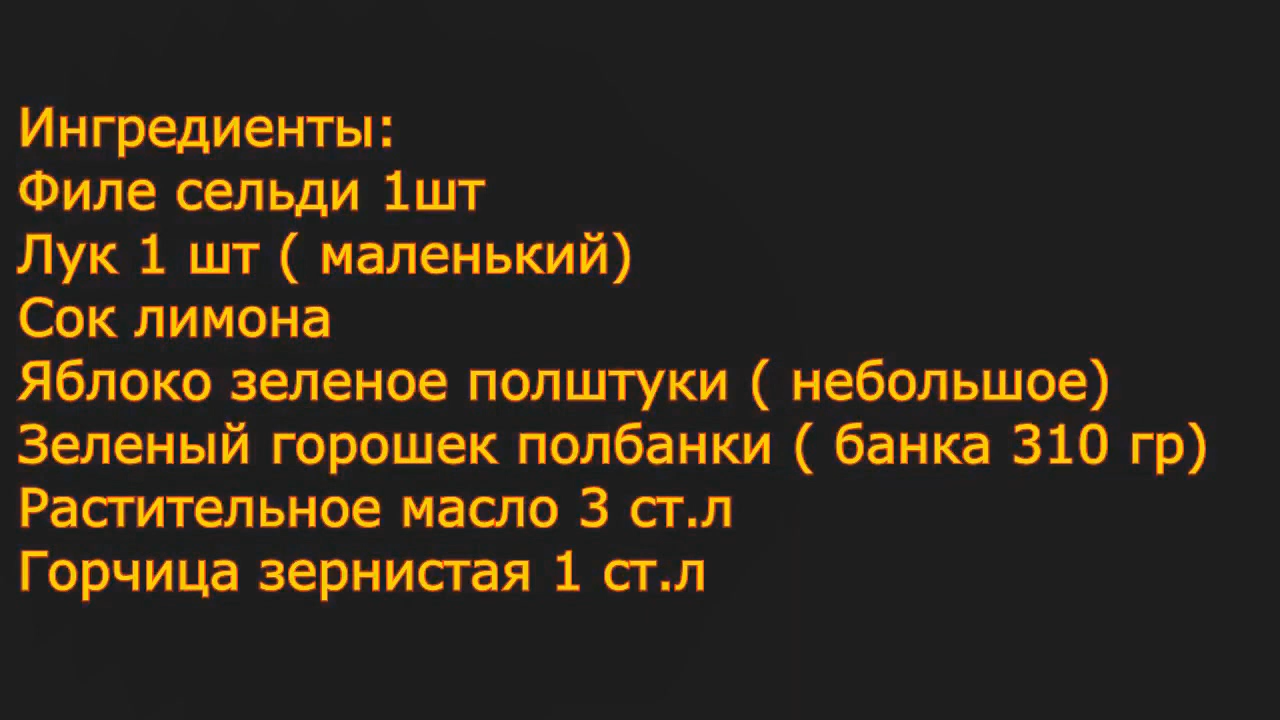 Ингредиенты:
Филе сельди 1шт
Лук 1 шт ( маленький)
Сок лимона
Яблоко зеленое полштуки ( небольшое)
Зеленый горошек полбанки ( банка 310 гр)
Растительное масло 3 ст.л
Горчица зернистая 1 ст.л